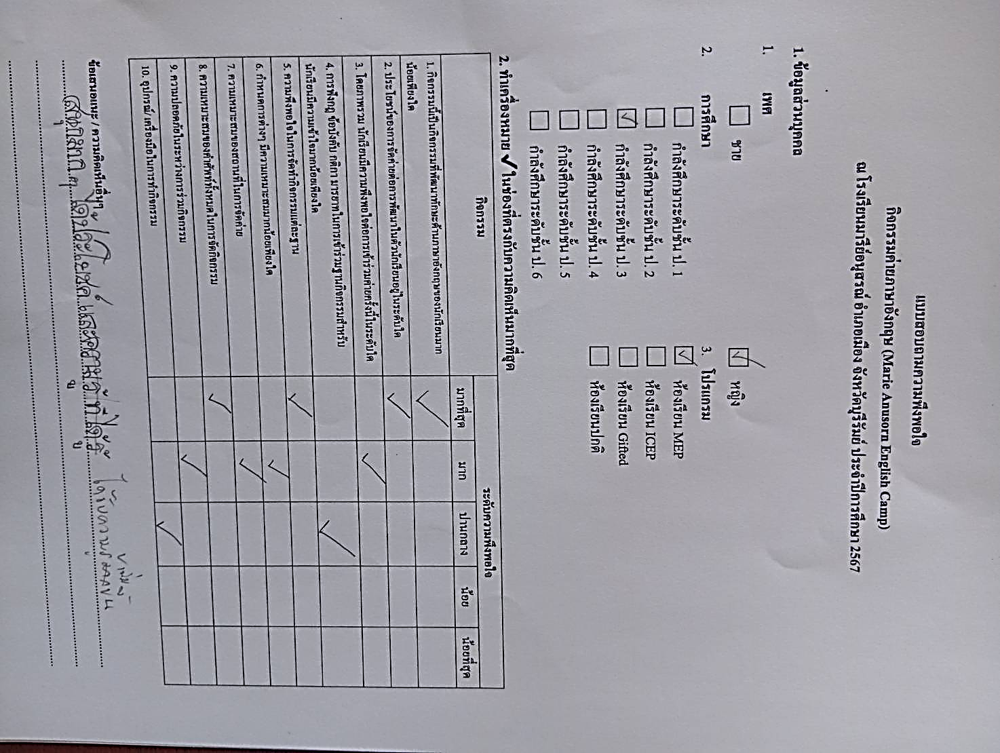 แบบสอบถามความพึงพอใจ
กิจกรรมค่ายภาษาอังกฤษ (Marie Anusorn English Camp)
ณ โรงเรียนมารีย์อนุสรณ์ อำเภอเมือง จังหวัดบุรีรัมย์ ประจำปีการศึกษา 2567
1. ข้อมูลส่วนบุคคล
1. เพศ
☐ ชาย ☑ หญิง
2. การศึกษา 3. โปรแกรม
☐ กำลังศึกษาระดับชั้น ป. 1 ☑ ห้องเรียน MEP
☐ กำลังศึกษาระดับชั้น ป. 2 ☐ ห้องเรียน ICEP
☑ กำลังศึกษาระดับชั้น ป. 3 ☐ ห้องเรียน Gifted
☐ กำลังศึกษาระดับชั้น ป. 4 ☐ ห้องเรียนปกติ
☐ กำลังศึกษาระดับชั้น ป. 5
☐ กำลังศึกษาระดับชั้น ป. 6
2. ทำเครื่องหมาย ✓ ในช่องที่ตรงกับความคิดเห็นมากที่สุด
กิจกรรม ระดับความพึงพอใจ
มากที่สุด มาก ปานกลาง น้อย น้อยที่สุด
1. กิจกรรมนี้เป็นกิจกรรมที่พัฒนาทักษะด้านภาษาอังกฤษของนักเรียนมาก ✓
น้อยเพียงใด
2. ประโยชน์ของการจัดค่ายต่อการพัฒนาในตัวนักเรียนอยู่ในระดับใด ✓
3. โดยภาพรวม นักเรียนมีความพึงพอใจต่อการเข้าร่วมค่ายครั้งนี้ในระดับใด ✓
4. การฟังกฎ ข้อบังคับ กติกา มารยาทในการเข้าร่วมฐานกิจกรรมสำหรับ ✓
นักเรียนมีความเข้าใจมากน้อยเพียงใด
5. ความพึงพอใจในการจัดทำกิจกรรมแต่ละฐาน ✓
6. กำหนดการต่างๆ มีความเหมาะสมมากน้อยเพียงใด ✓
7. ความเหมาะสมของสถานที่ในการจัดค่าย ✓
8. ความเหมาะสมของคำศัพท์ทั้งหมดในการจัดกิจกรรม ✓
9. ความปลอดภัยในระหว่างการร่วมกิจกรรม ✓
10. อุปกรณ์/เครื่องมือในการทำกิจกรรม ✓
ข้อเสนอแนะ / ความคิดเห็นอื่นๆ
สนุกมาก ๆ